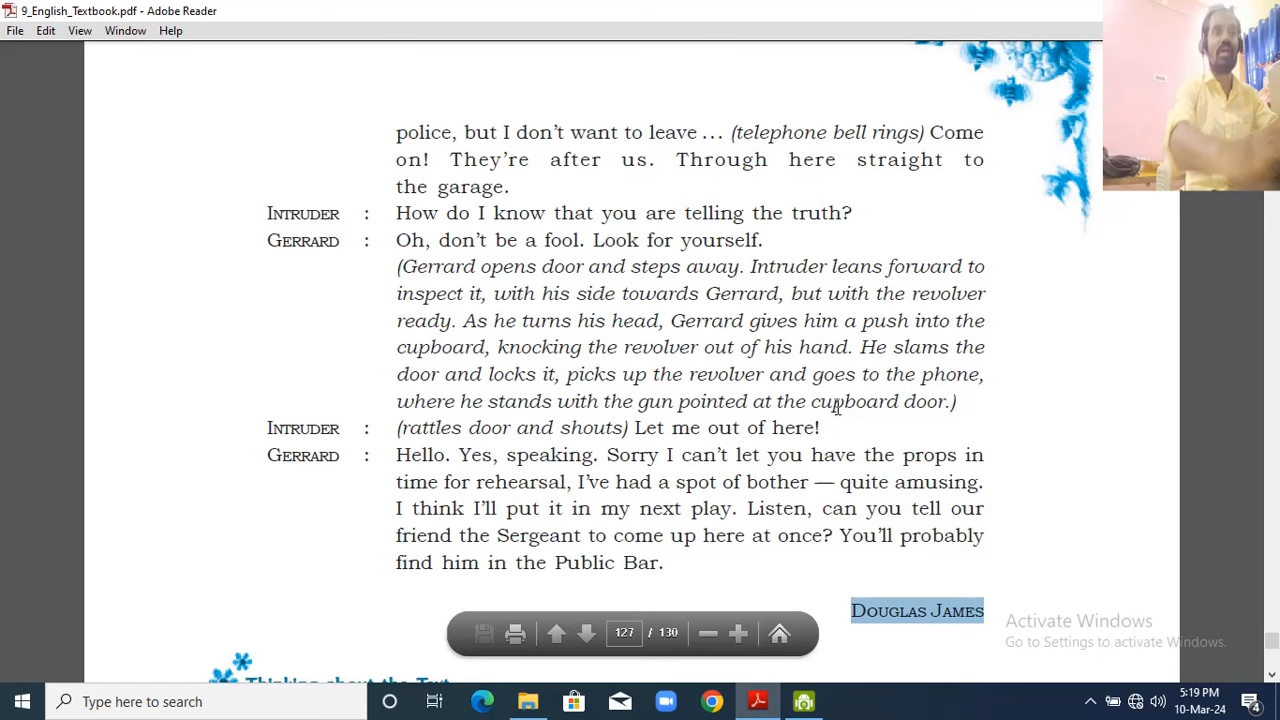 9_English_Textbook.pdf - Adobe Reader
File Edit View Window Help
police, but I don't want to leave ... (telephone bell rings) Come
on! They're after us. Through here straight to
the garage.
INTRUDER : How do I know that you are telling the truth?
GERRARD : Oh, don't be a fool. Look for yourself.
(Gerrard opens door and steps away. Intruder leans forward to
inspect it, with his side towards Gerrard, but with the revolver
ready. As he turns his head, Gerrard gives him a push into the
cupboard, knocking the revolver out of his hand. He slams the
door and locks it, picks up the revolver and goes to the phone,
where he stands with the gun pointed at the cupboard door.)
INTRUDER : (rattles door and shouts) Let me out of here!
GERRARD : Hello. Yes, speaking. Sorry I can't let you have the props in
time for rehearsal, I've had a spot of bother — quite amusing.
I think I'll put it in my next play. Listen, can you tell our
friend the Sergeant to come up here at once? You'll probably
find him in the Public Bar.
DOUGLAS JAMES
Activate Windows
Go to Settings to activate Windows.
127 / 130
Thinking about the Text
Type here to search
5:19 PM
10-Mar-24
4